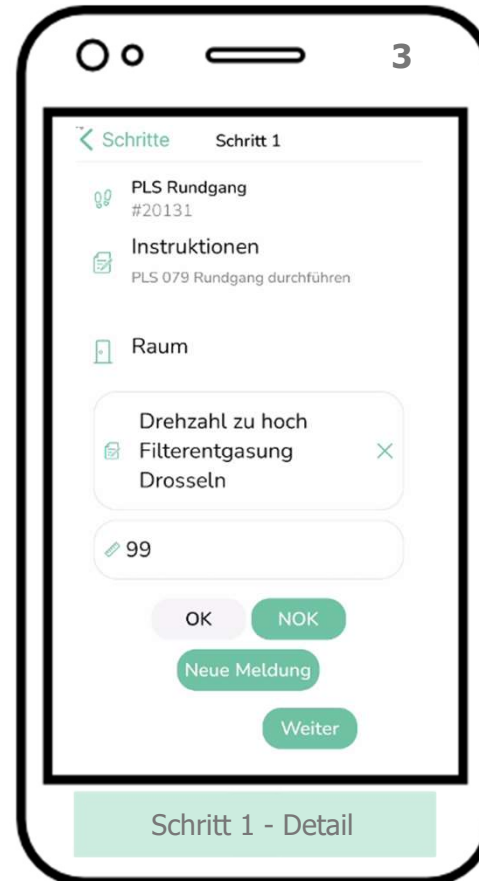 3
Schritte Schritt 1
PLS Rundgang
#20131
Instruktionen
PLS 079 Rundgang durchführen
Raum
Drehzahl zu hoch
Filterentgasung
Drosseln
99
OK NOK
Neue Meldung
Weiter
Schritt 1 - Detail